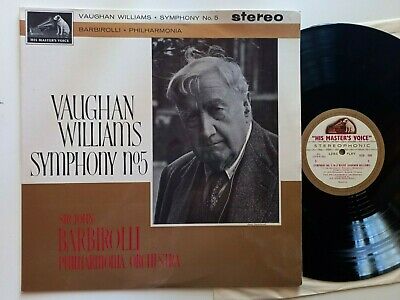 VAUGHAN WILLIAMS • SYMPHONY No. 5
stereo
BARBIROLLI • PHILHARMONIA
"HIS MASTER'S VOICE"
VAUGHAN
WILLIAMS
SYMPHONY nº5
SIR JOHN
BARBIROLLI
PHILHARMONIA ORCHESTRA
"HIS MASTER'S VOICE"
STEREOPHONIC